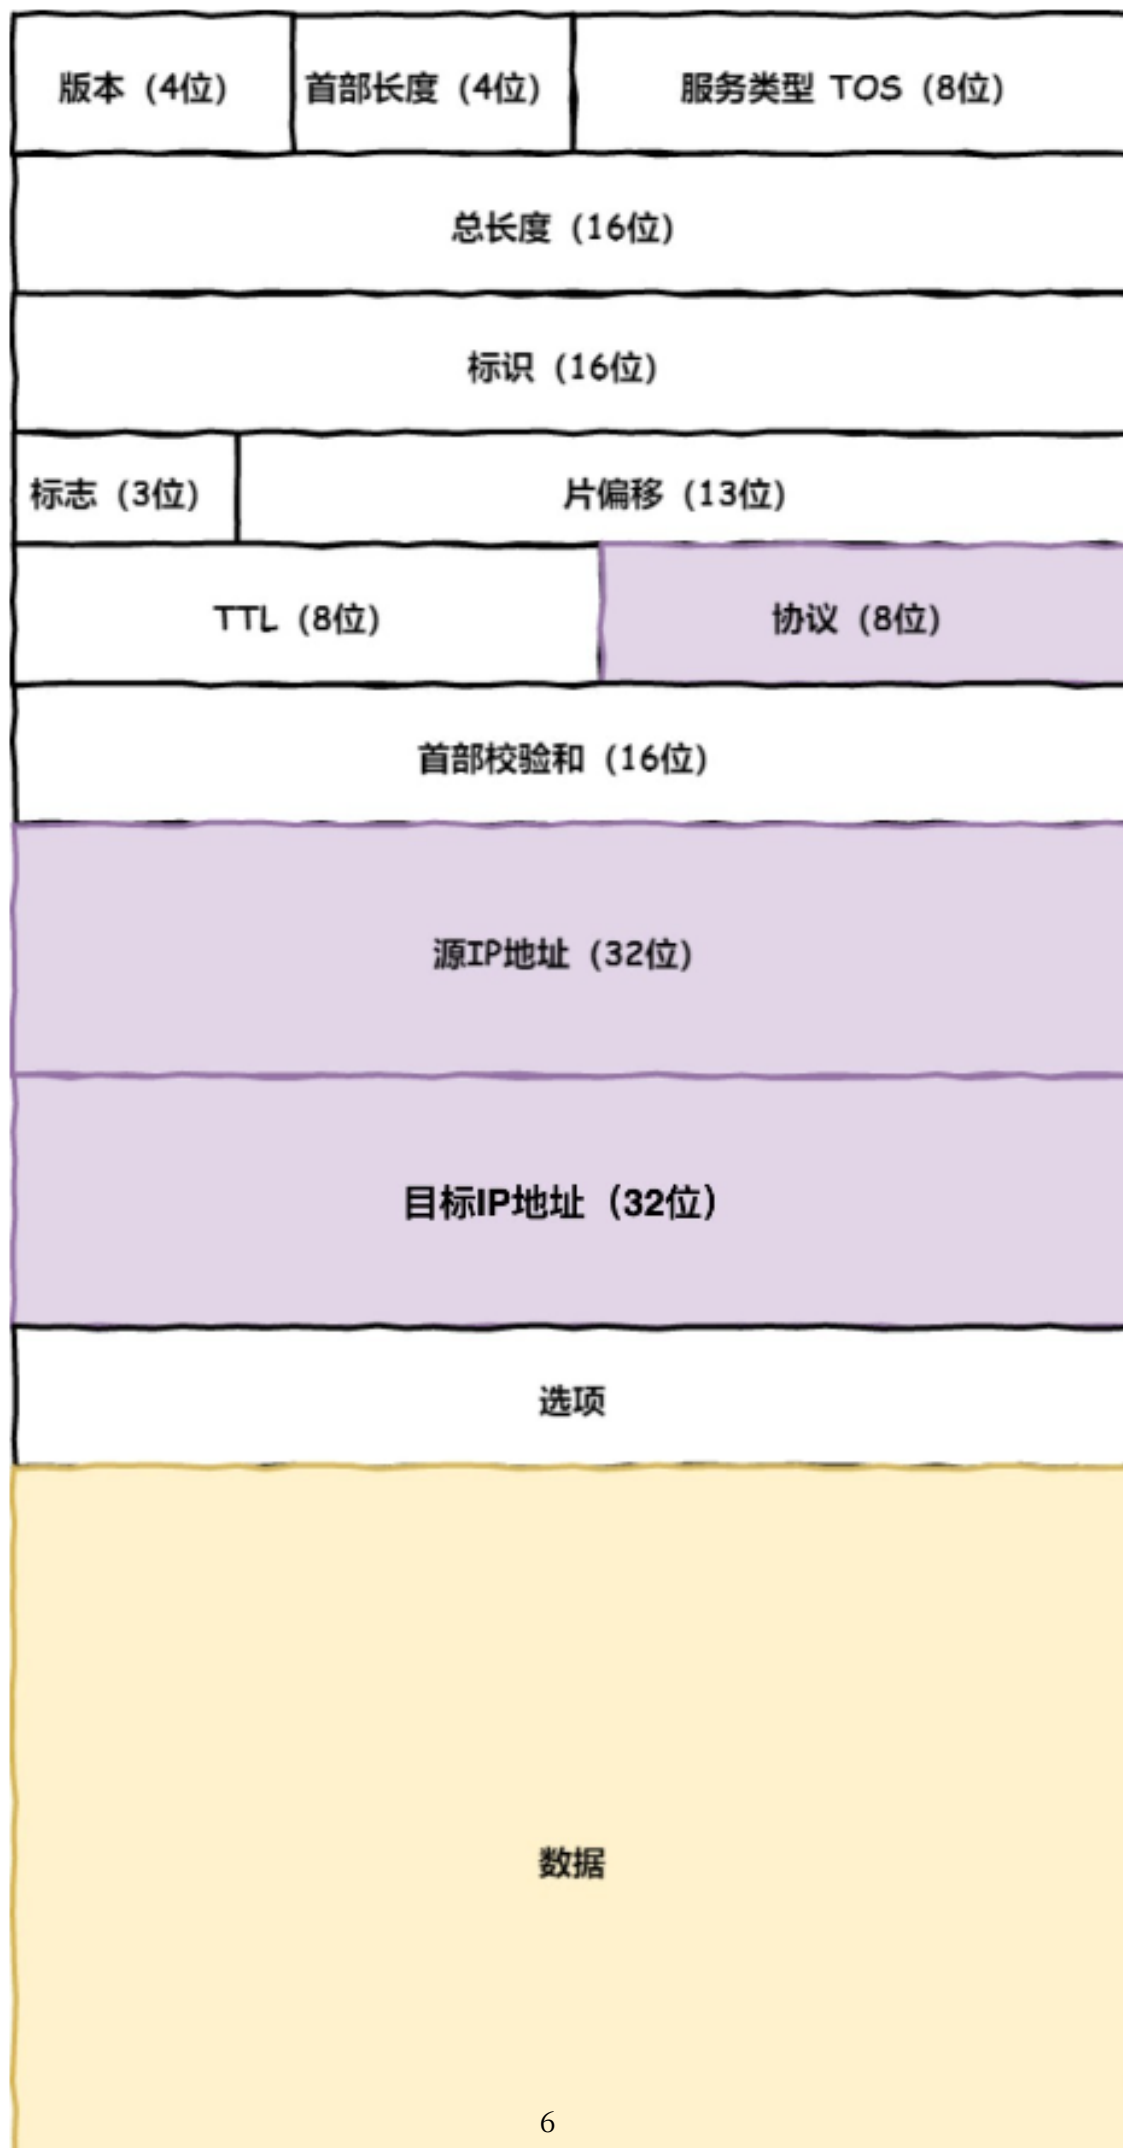 版本（4位） 首部长度（4位） 服务类型 TOS（8位）
总长度（16位）
标识（16位）
标志（3位） 片偏移（13位）
TTL（8位） 协议（8位）
首部校验和（16位）
源IP地址（32位）
目标IP地址（32位）
选项
数据
6